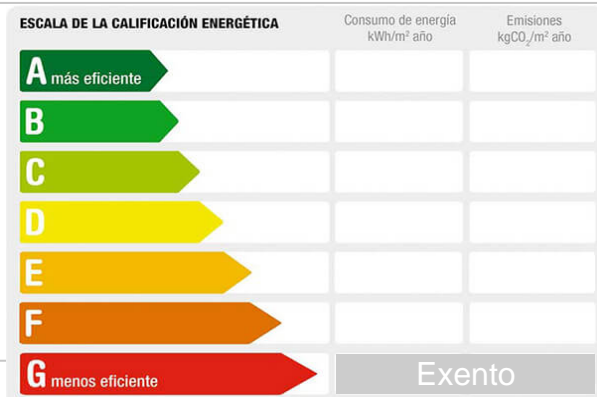 ESCALA DE LA CALIFICACIÓN ENERGÉTICA
Consumo de energía
kWh/m² año
Emisiones
kgCO₂/m² año
A más eficiente
B
C
D
E
F
G menos eficiente
Exento